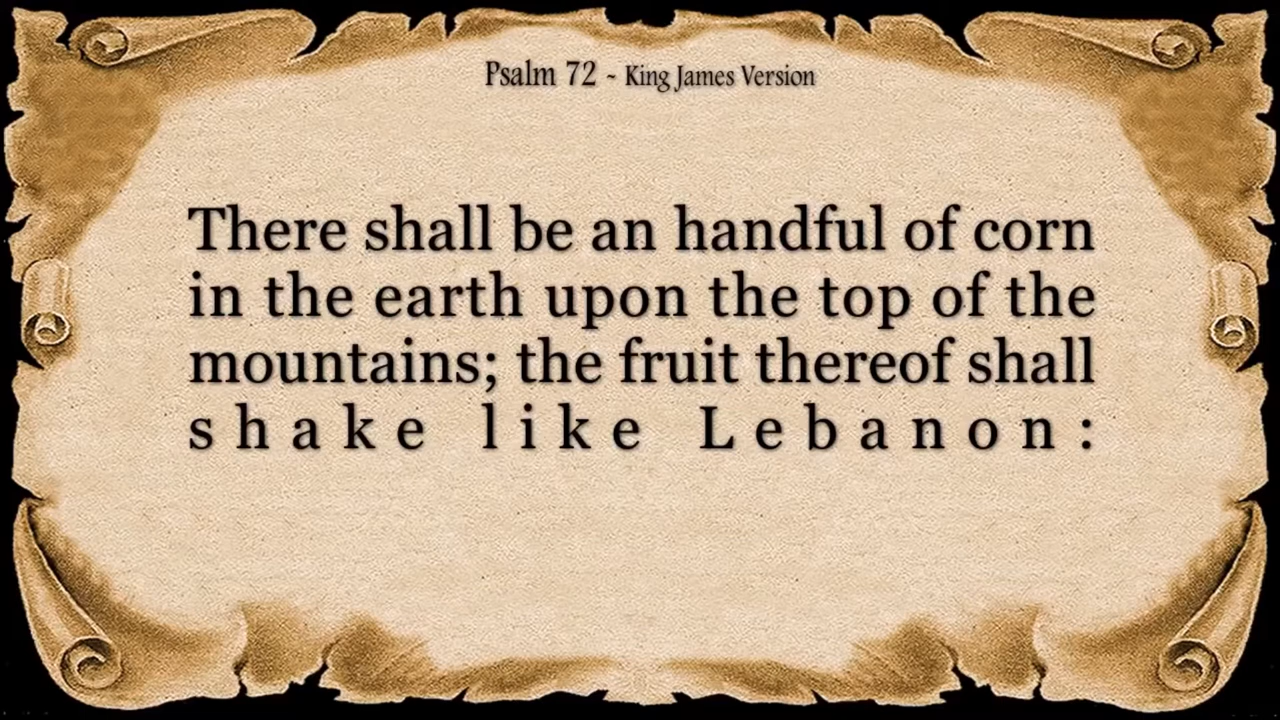 Psalm 72 - King James Version
There shall be an handful of corn
in the earth upon the top of the
mountains; the fruit thereof shall
shake like Lebanon: